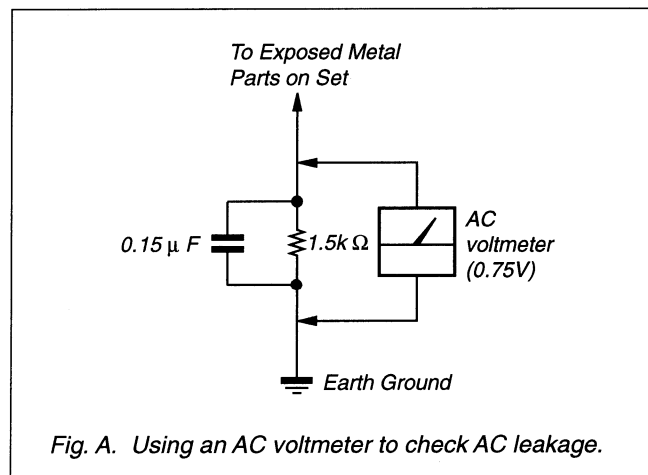 To Exposed Metal
Parts on Set
0.15 μ F
1.5k Ω
AC
voltmeter
(0.75V)
Earth Ground
Fig. A. Using an AC voltmeter to check AC leakage.